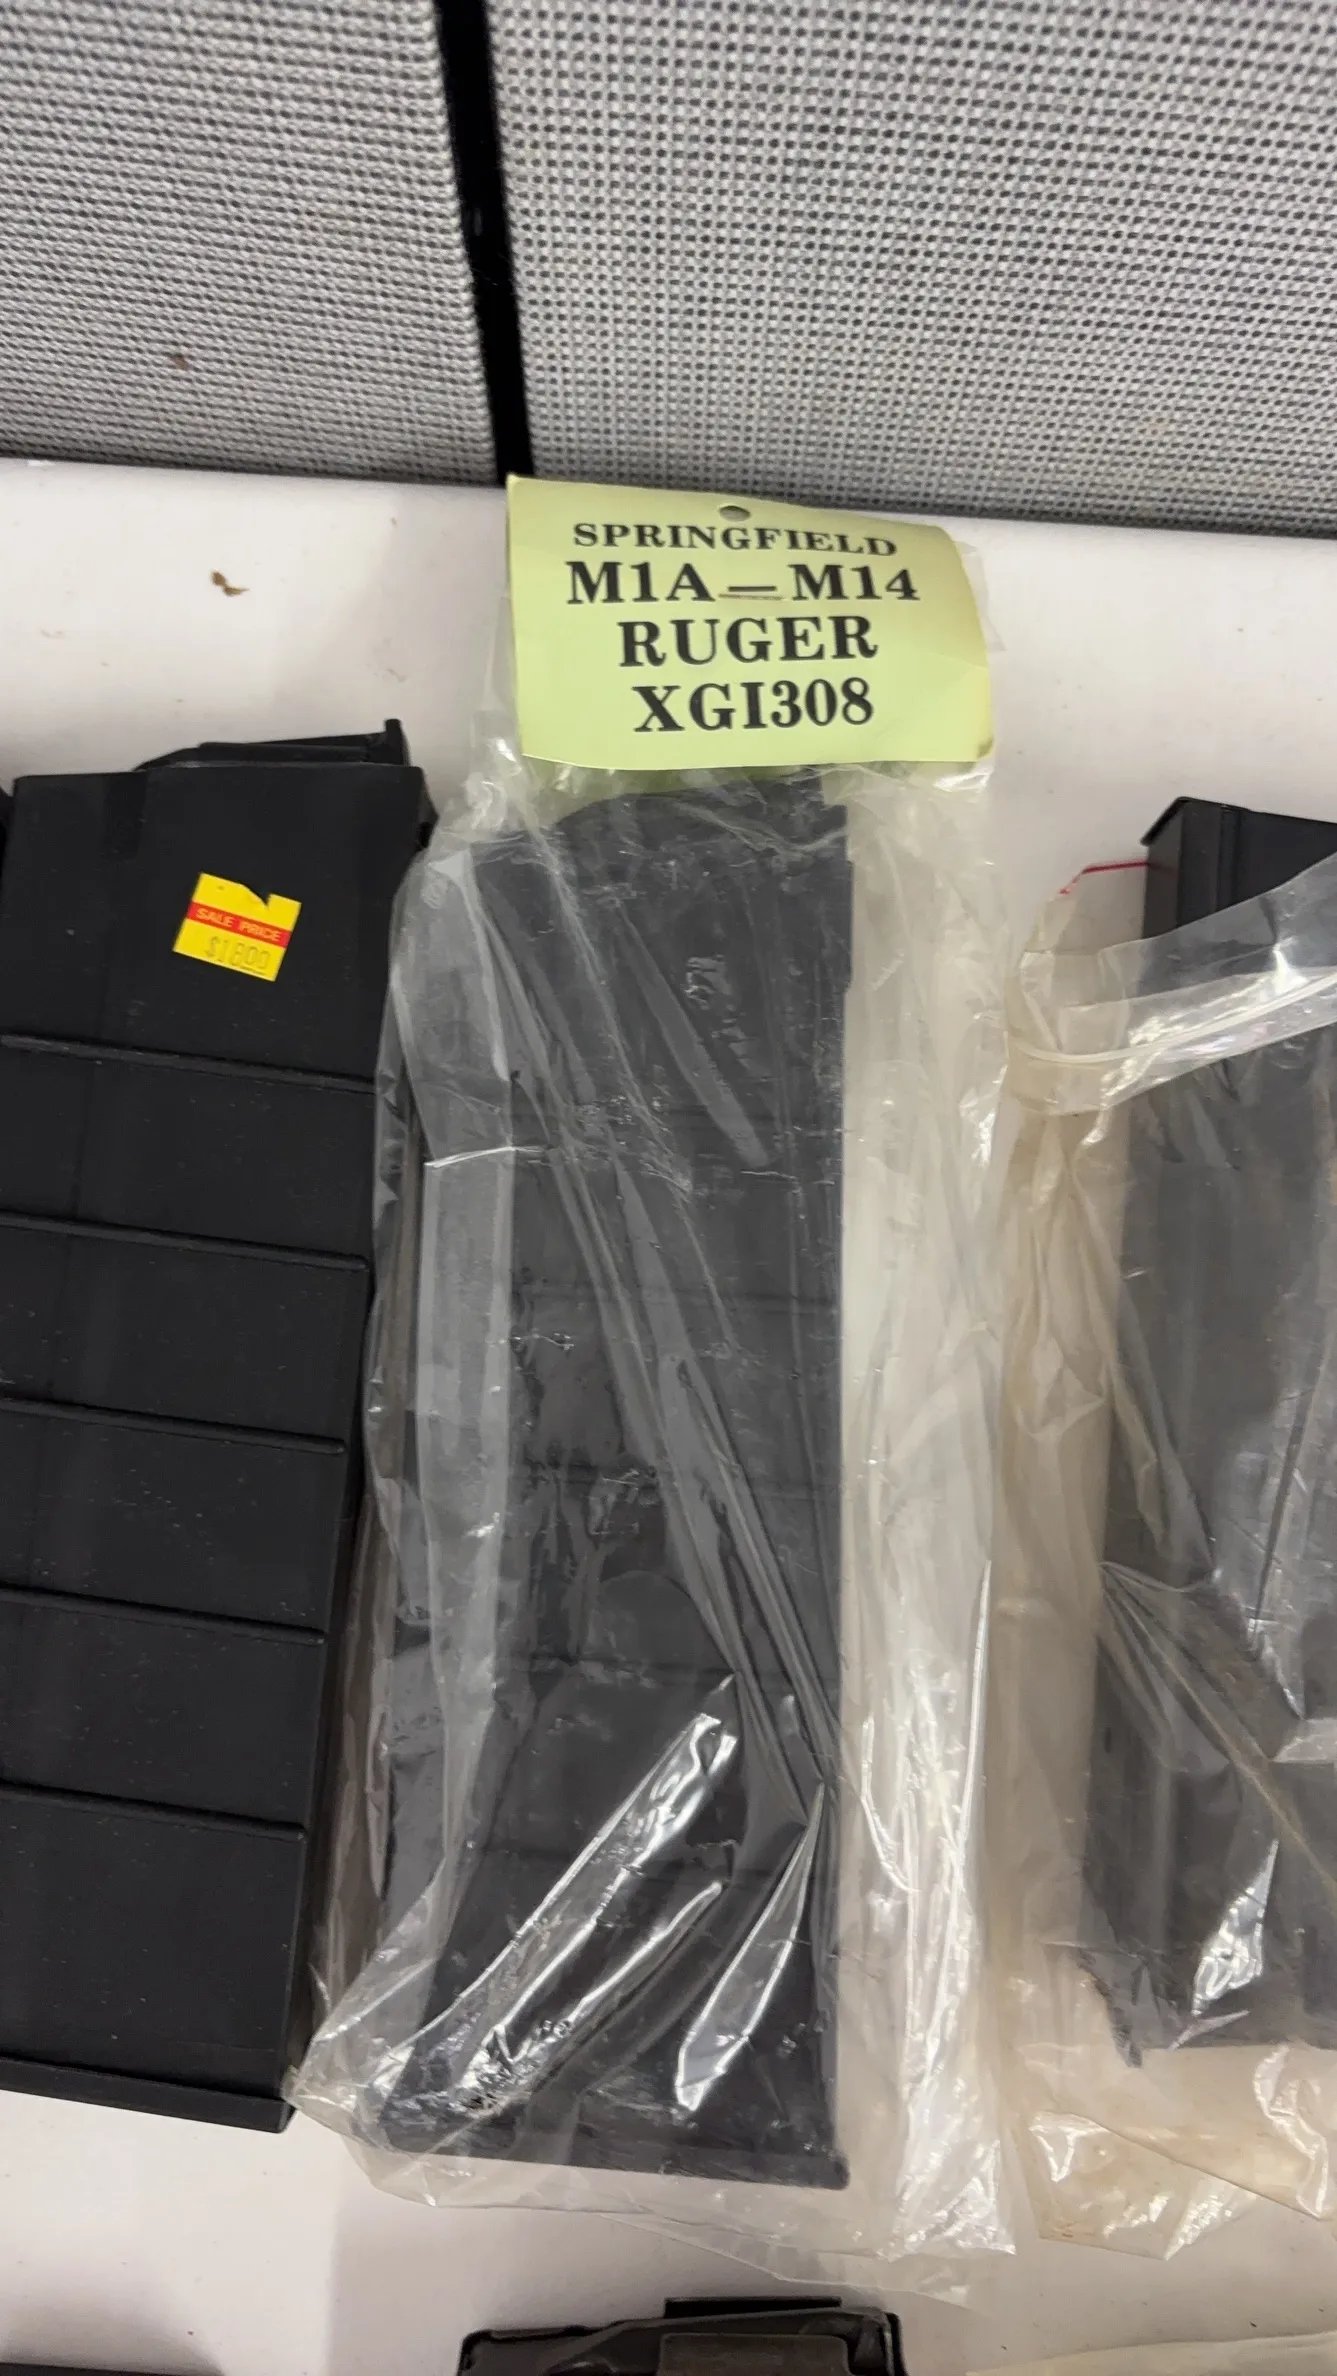 SPRINGFIELD
M1A — M14
RUGER
XGI308
SALE PRICE
$18.00